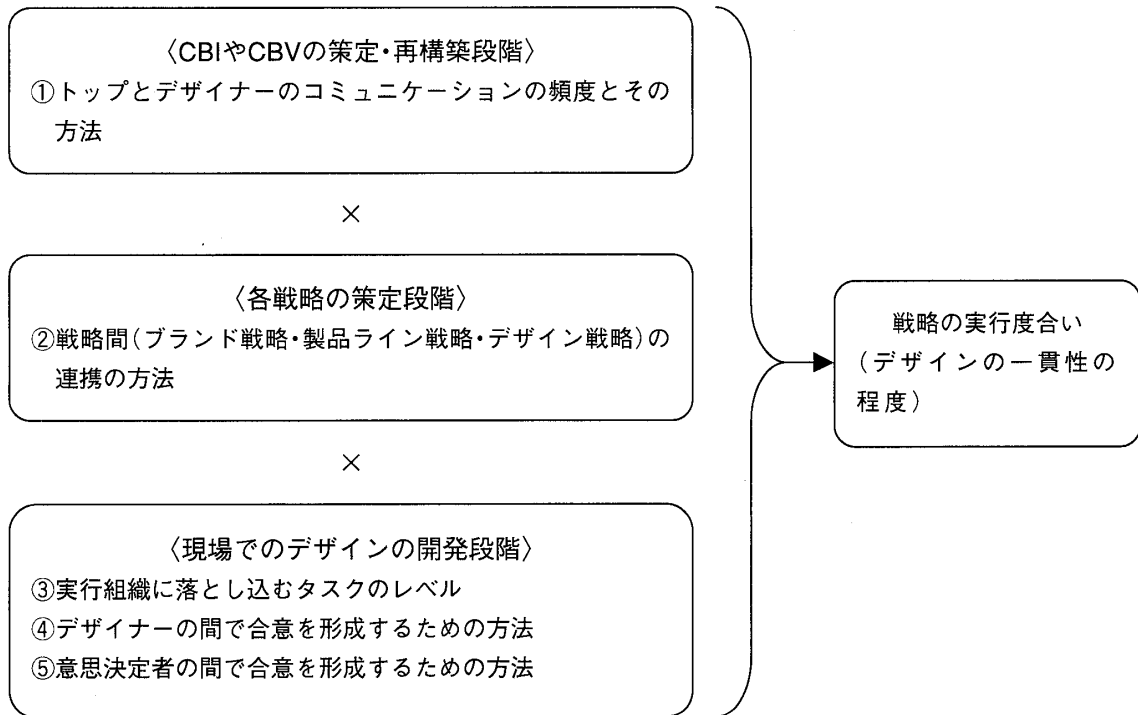 〈CBIやCBVの策定・再構築段階〉
①トップとデザイナーのコミュニケーションの頻度とその
方法
×
〈各戦略の策定段階〉
②戦略間(ブランド戦略・製品ライン戦略・デザイン戦略)の
連携の方法
×
〈現場でのデザインの開発段階〉
③実行組織に落とし込むタスクのレベル
④デザイナーの間で合意を形成するための方法
⑤意思決定者の間で合意を形成するための方法
戦略の実行度合い
(デザインの一貫性の
程度)